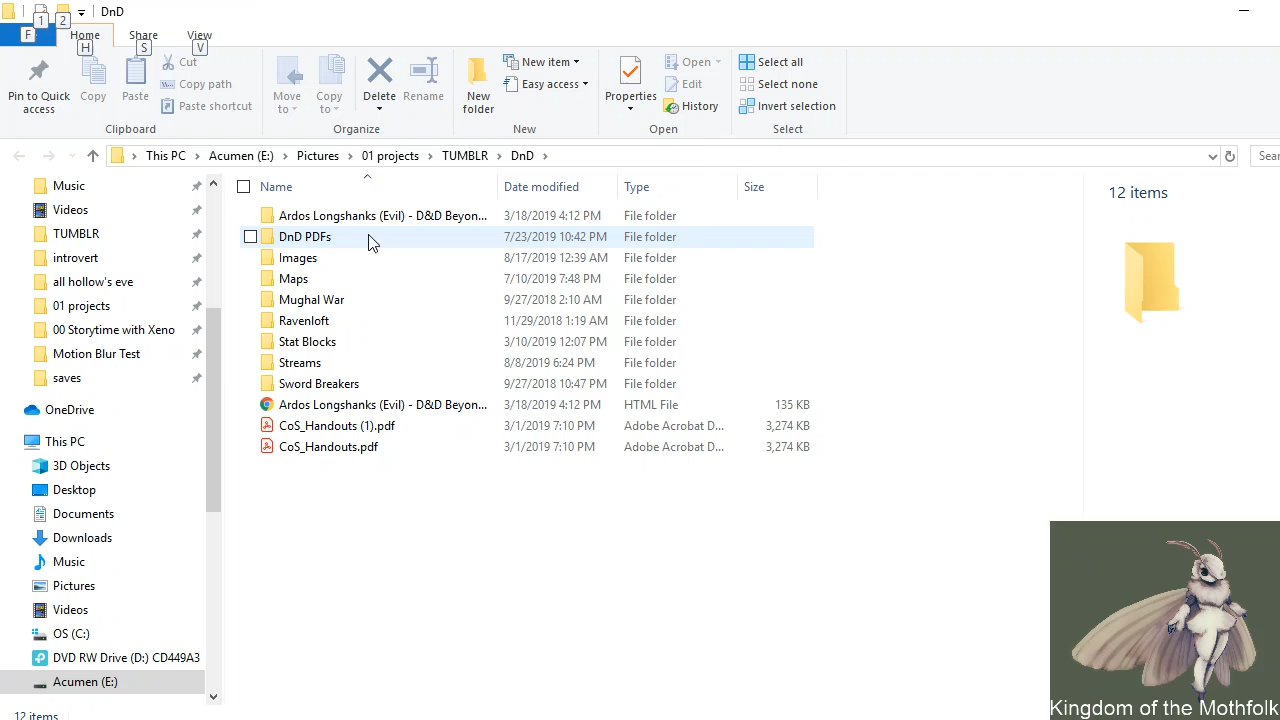 DnD
1 2
F Home Share View
H S V
Pin to Quick access
Copy
Paste
Cut
Copy path
Paste shortcut
Clipboard
Move to
Copy to
Delete
Rename
Organize
New folder
New item
Easy access
New
Properties
Open
Edit
History
Open
Select all
Select none
Invert selection
Select
This PC > Acumen (E:) > Pictures > 01 projects > TUMBLR > DnD >
Sear
Music
Videos
TUMBLR
introvert
all hollow's eve
01 projects
00 Storytime with Xeno
Motion Blur Test
saves
OneDrive
This PC
3D Objects
Desktop
Documents
Downloads
Music
Pictures
Videos
OS (C:)
DVD RW Drive (D:) CD449A3
Acumen (E:)
12 items
Name Date modified Type Size
Ardos Longshanks (Evil) - D&D Beyon... 3/18/2019 4:12 PM File folder
DnD PDFs 7/23/2019 10:42 PM File folder
Images 8/17/2019 12:39 AM File folder
Maps 7/10/2019 7:48 PM File folder
Mughal War 9/27/2018 2:10 AM File folder
Ravenloft 11/29/2018 1:19 AM File folder
Stat Blocks 3/10/2019 12:07 PM File folder
Streams 8/8/2019 6:24 PM File folder
Sword Breakers 9/27/2018 10:47 PM File folder
Ardos Longshanks (Evil) - D&D Beyon... 3/18/2019 4:12 PM HTML File 135 KB
CoS_Handouts (1).pdf 3/1/2019 7:10 PM Adobe Acrobat D... 3,274 KB
CoS_Handouts.pdf 3/1/2019 7:10 PM Adobe Acrobat D... 3,274 KB
12 items
Kingdom of the Mothfolk